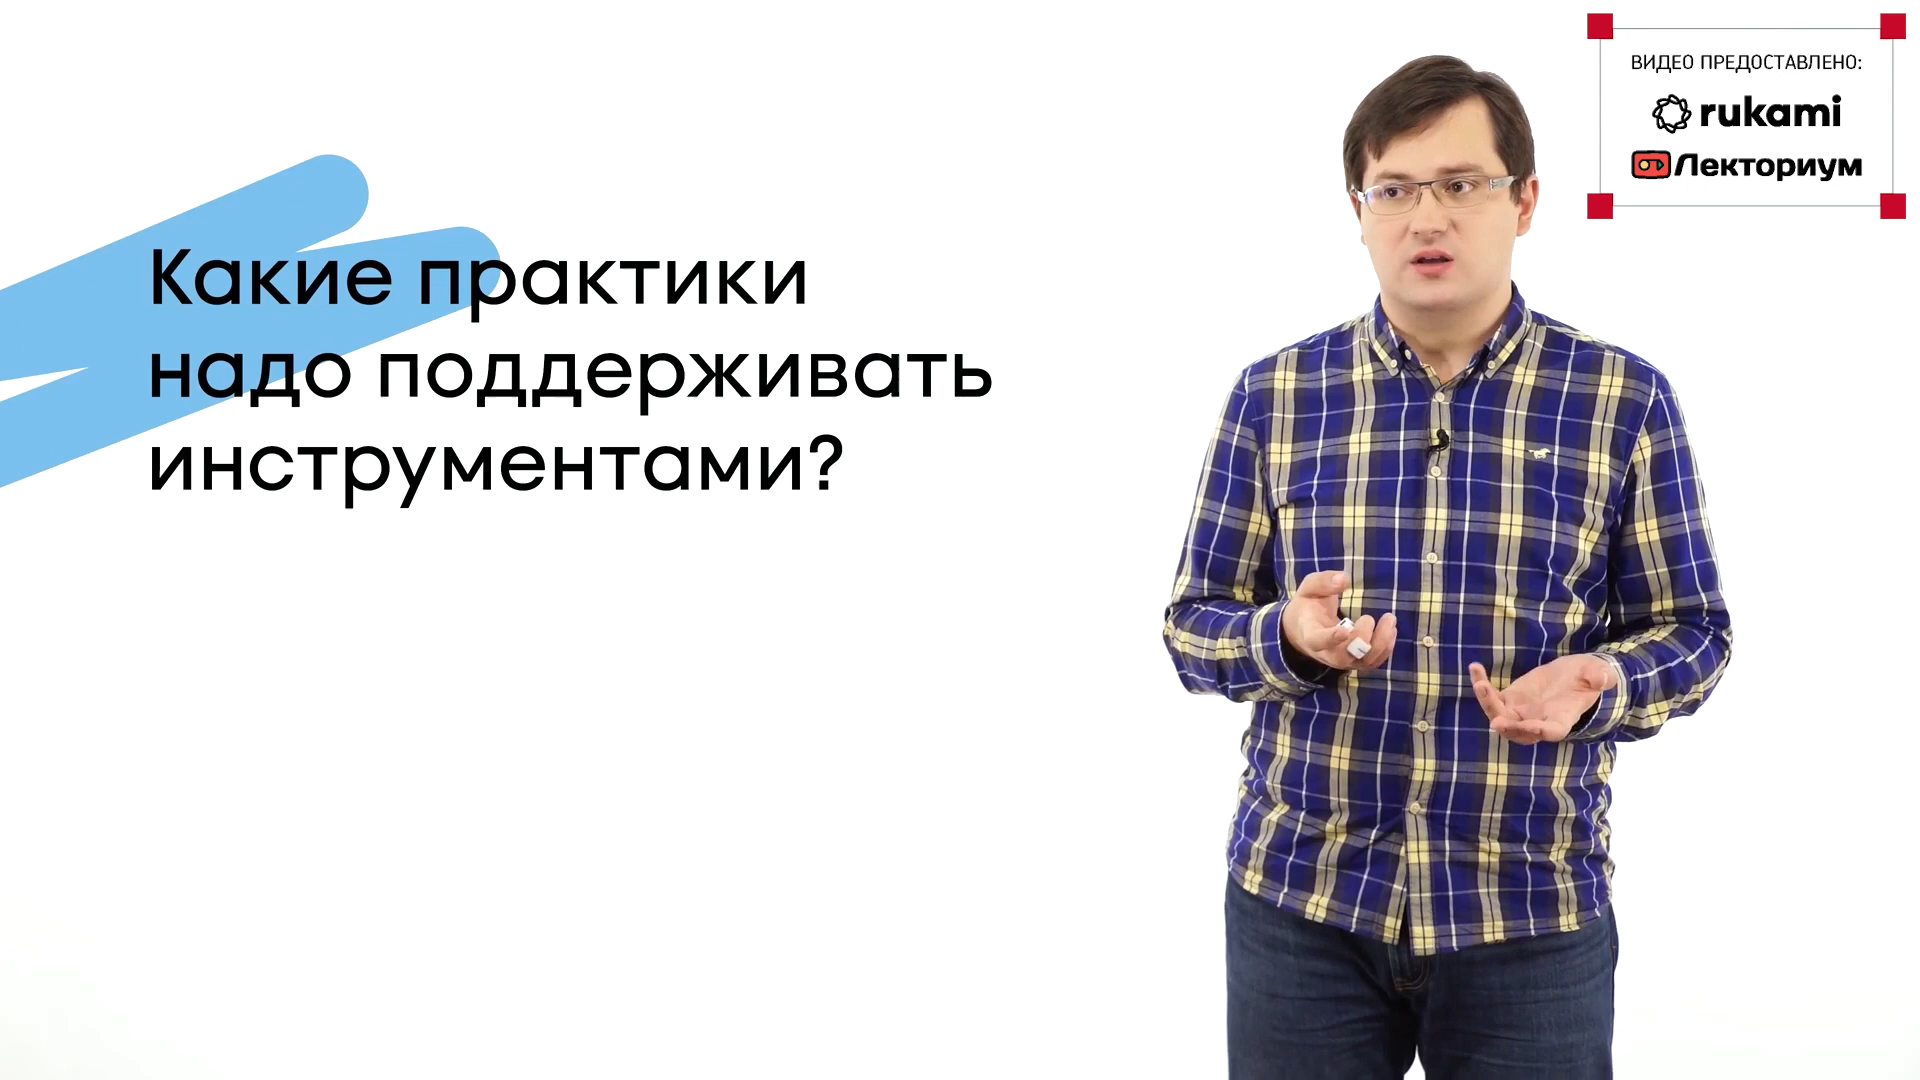 Какие практики
надо поддерживать
инструментами?
ВИДЕО ПРЕДОСТАВЛЕНО:
rukami
Лекториум